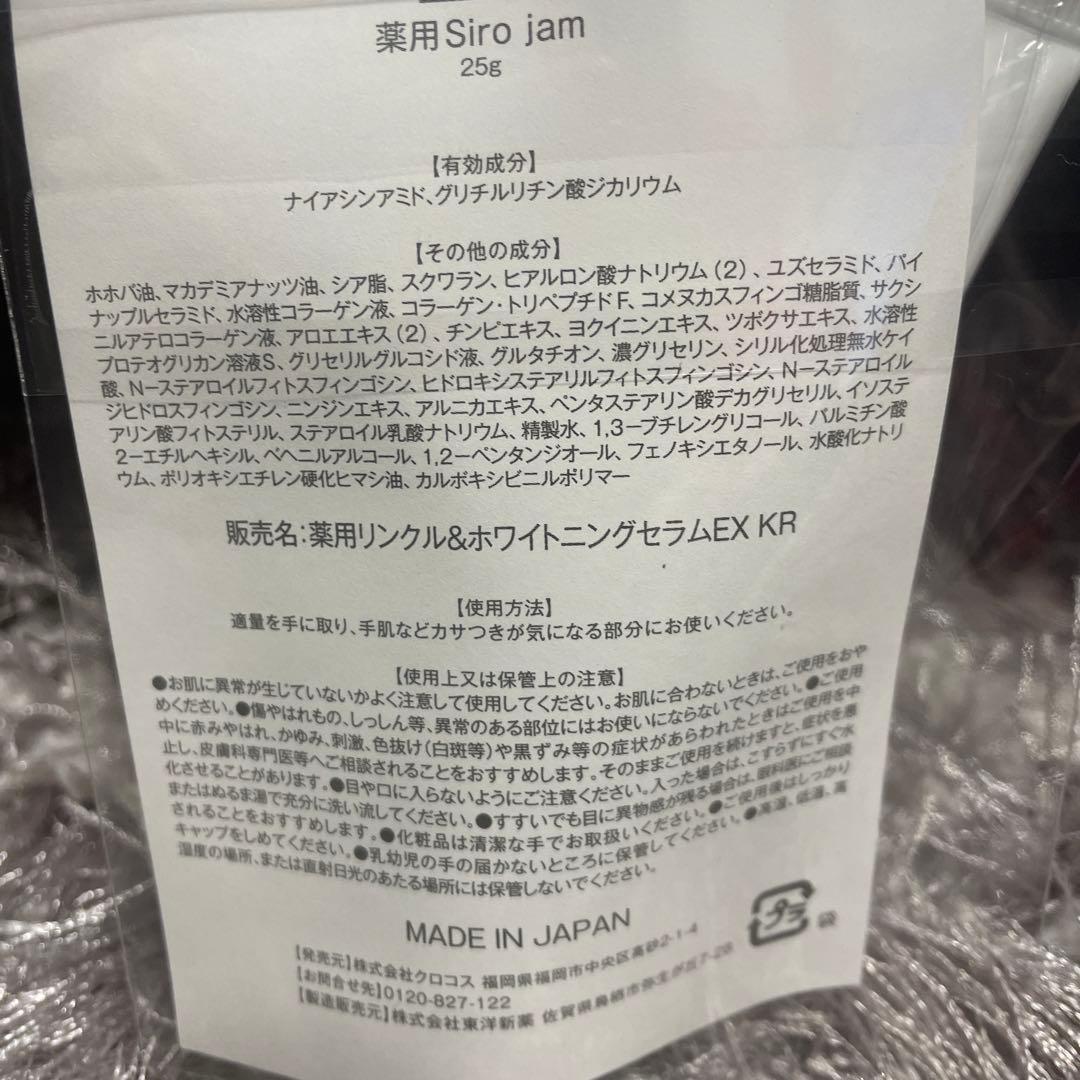 薬用Siro jam
25g
【有効成分】
ナイアシンアミド、グリチルリチン酸ジカリウム
【その他の成分】
ホホバ油、マカデミアナッツ油、シア脂、スクワラン、ヒアルロン酸ナトリウム(2)、ユズセラミド、パイ
ナップルセラミド、水溶性コラーゲン液、コラーゲン・トリペプチドF、コメヌカスフィンゴ糖脂質、サクシ
ニルアテロコラーゲン液、アロエエキス(2)、チンピエキス、ヨクイニンエキス、ツボクサエキス、水溶性
プロテオグリカン溶液S、グリセリルグルコシド液、グルタチオン、濃グリセリン、シリル化処理無水ケイ
酸、N−ステアロイルフィトスフィンゴシン、ヒドロキシステアリルフィトスフィンゴシン、N−ステアロイル
ジヒドロスフィンゴシン、ニンジンエキス、アルニカエキス、ペンタステアリン酸デカグリセリル、イソステ
アリン酸フィトステリル、ステアロイル乳酸ナトリウム、精製水、1,3−ブチレングリコール、パルミチン酸
2−エチルヘキシル、ベヘニルアルコール、1,2−ペンタンジオール、フェノキシエタノール、水酸化ナトリ
ウム、ポリオキシエチレン硬化ヒマシ油、カルボキシビニルポリマー
販売名:薬用リンクル&ホワイトニングセラムEX KR
【使用方法】
適量を手に取り、手肌などカサつきが気になる部分にお使いください。
【使用上又は保管上の注意】
●お肌に異常が生じていないかよく注意して使用してください。お肌に合わないときは、ご使用をおや
めください。●傷やはれもの、しっしん等、異常のある部位にはお使いにならないでください。●ご使用
中に赤みやはれ、かゆみ、刺激、色抜け(白斑等)や黒ずみ等の症状があらわれたときはご使用を中
止し、皮膚科専門医等へご相談されることをおすすめします。そのままご使用を続けますと、症状を悪
化させることがあります。●目や口に入らないようにご注意ください。入った場合は、こすらずにすぐ水
またはぬるま湯で充分に洗い流してください。●すすいでも目に異物感が残る場合は、眼科医にご相談
されることをおすすめします。●化粧品は清潔な手でお取扱いください。●ご使用後はしっかり
キャップをしめてください。●乳幼児の手の届かないところに保管してください。●高温、低温、高
湿度の場所、または直射日光のあたる場所には保管しないでください。
MADE IN JAPAN
プラ 袋
【発売元】株式会社クロコス 福岡県福岡市中央区高砂2-1-4
【お問合せ先】0120-827-122
【製造販売元】株式会社東洋新薬 佐賀県鳥栖市弥生が丘7-28